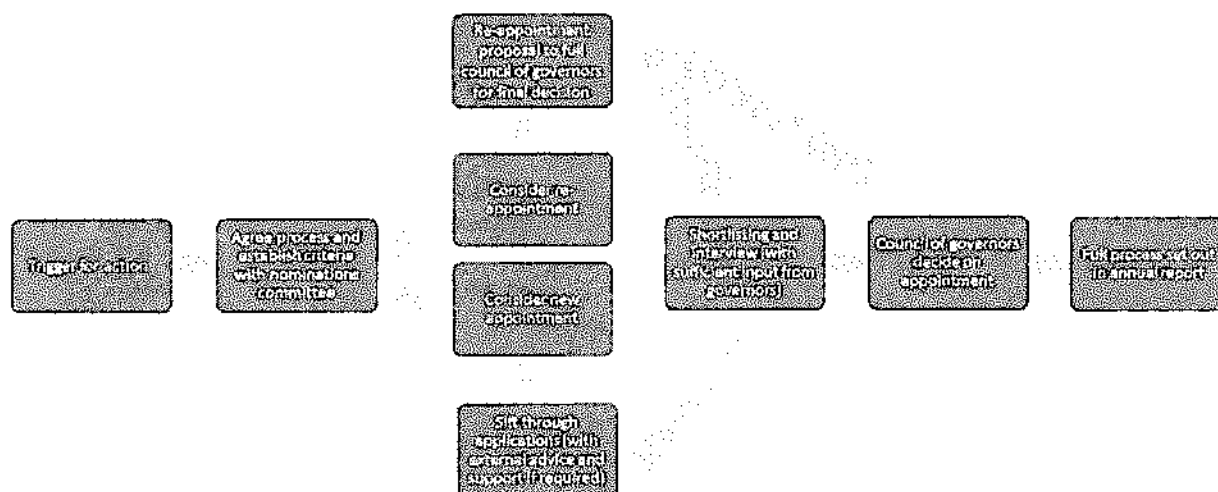 Re-appointment
proposal to full
council of governors
for final decision
Consider re-
appointment
Trigger for action
Agree process and
establish criteria
with nominations
committee
Consider new
appointment
Sift through
applications (with
external advice and
support if required)
Shortlisting and
interview (with
sufficient input from
governors)
Council of governors
decide on
appointment
Full process set out
in annual report